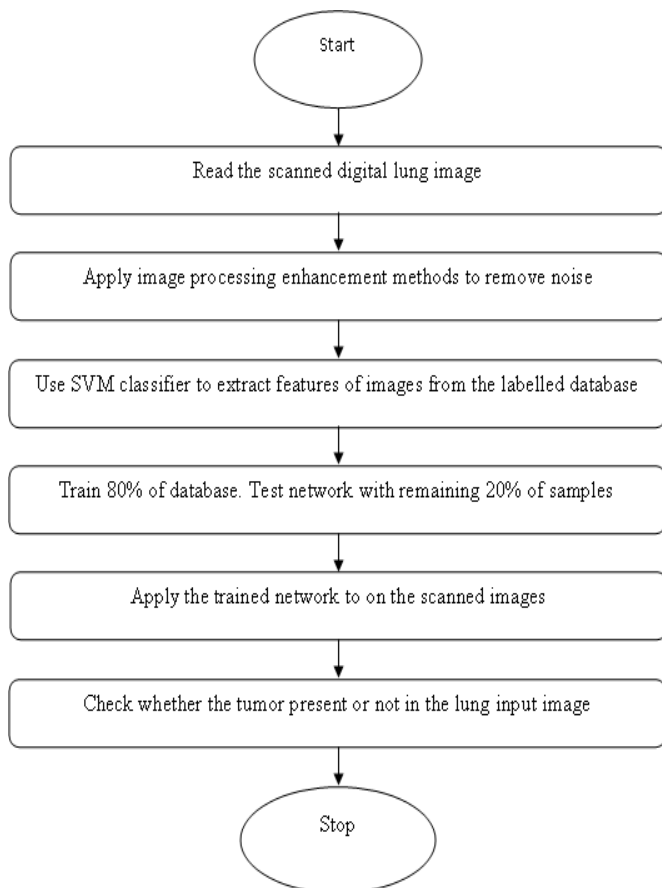 Start
Read the scanned digital lung image
Apply image processing enhancement methods to remove noise
Use SVM classifier to extract features of images from the labelled database
Train 80% of database. Test network with remaining 20% of samples
Apply the trained network to on the scanned images
Check whether the tumor present or not in the lung input image
Stop